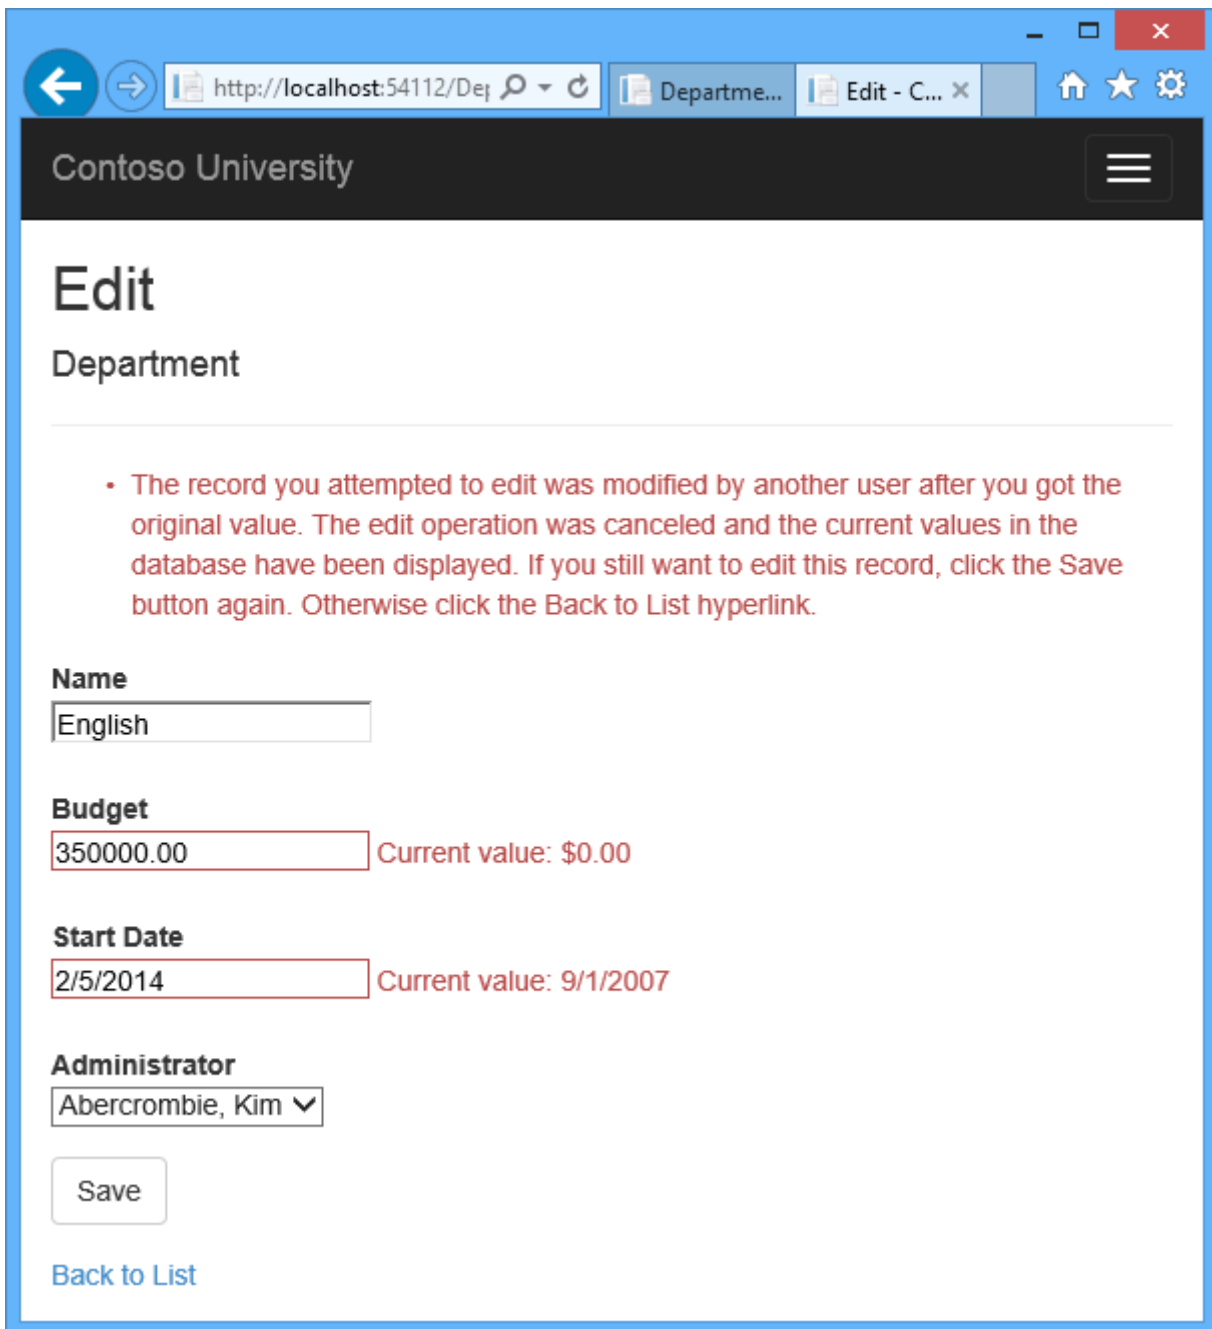 http://localhost:54112/Dep
Departme...
Edit - C...
Contoso University
Edit
Department
• The record you attempted to edit was modified by another user after you got the
original value. The edit operation was canceled and the current values in the
database have been displayed. If you still want to edit this record, click the Save
button again. Otherwise click the Back to List hyperlink.
Name
English
Budget
350000.00 Current value: $0.00
Start Date
2/5/2014 Current value: 9/1/2007
Administrator
Abercrombie, Kim
Save
Back to List